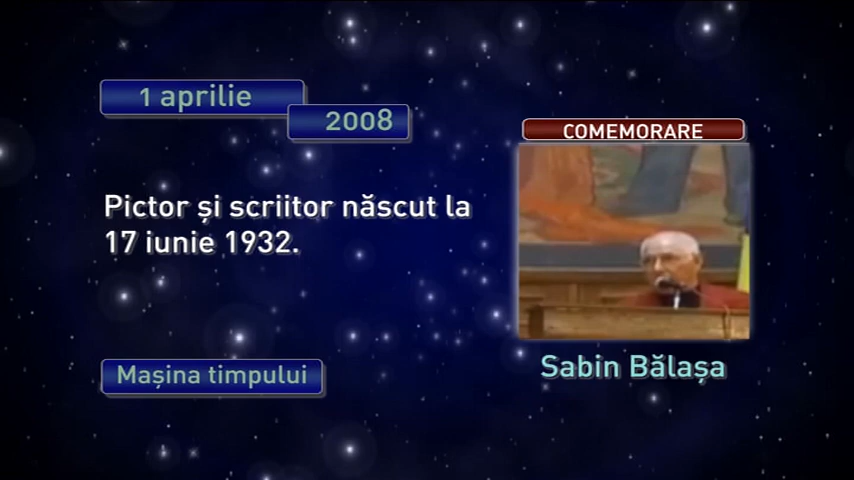 1 aprilie
2008
COMEMORARE
Pictor și scriitor născut la
17 iunie 1932.
Sabin Bălașa
Mașina timpului